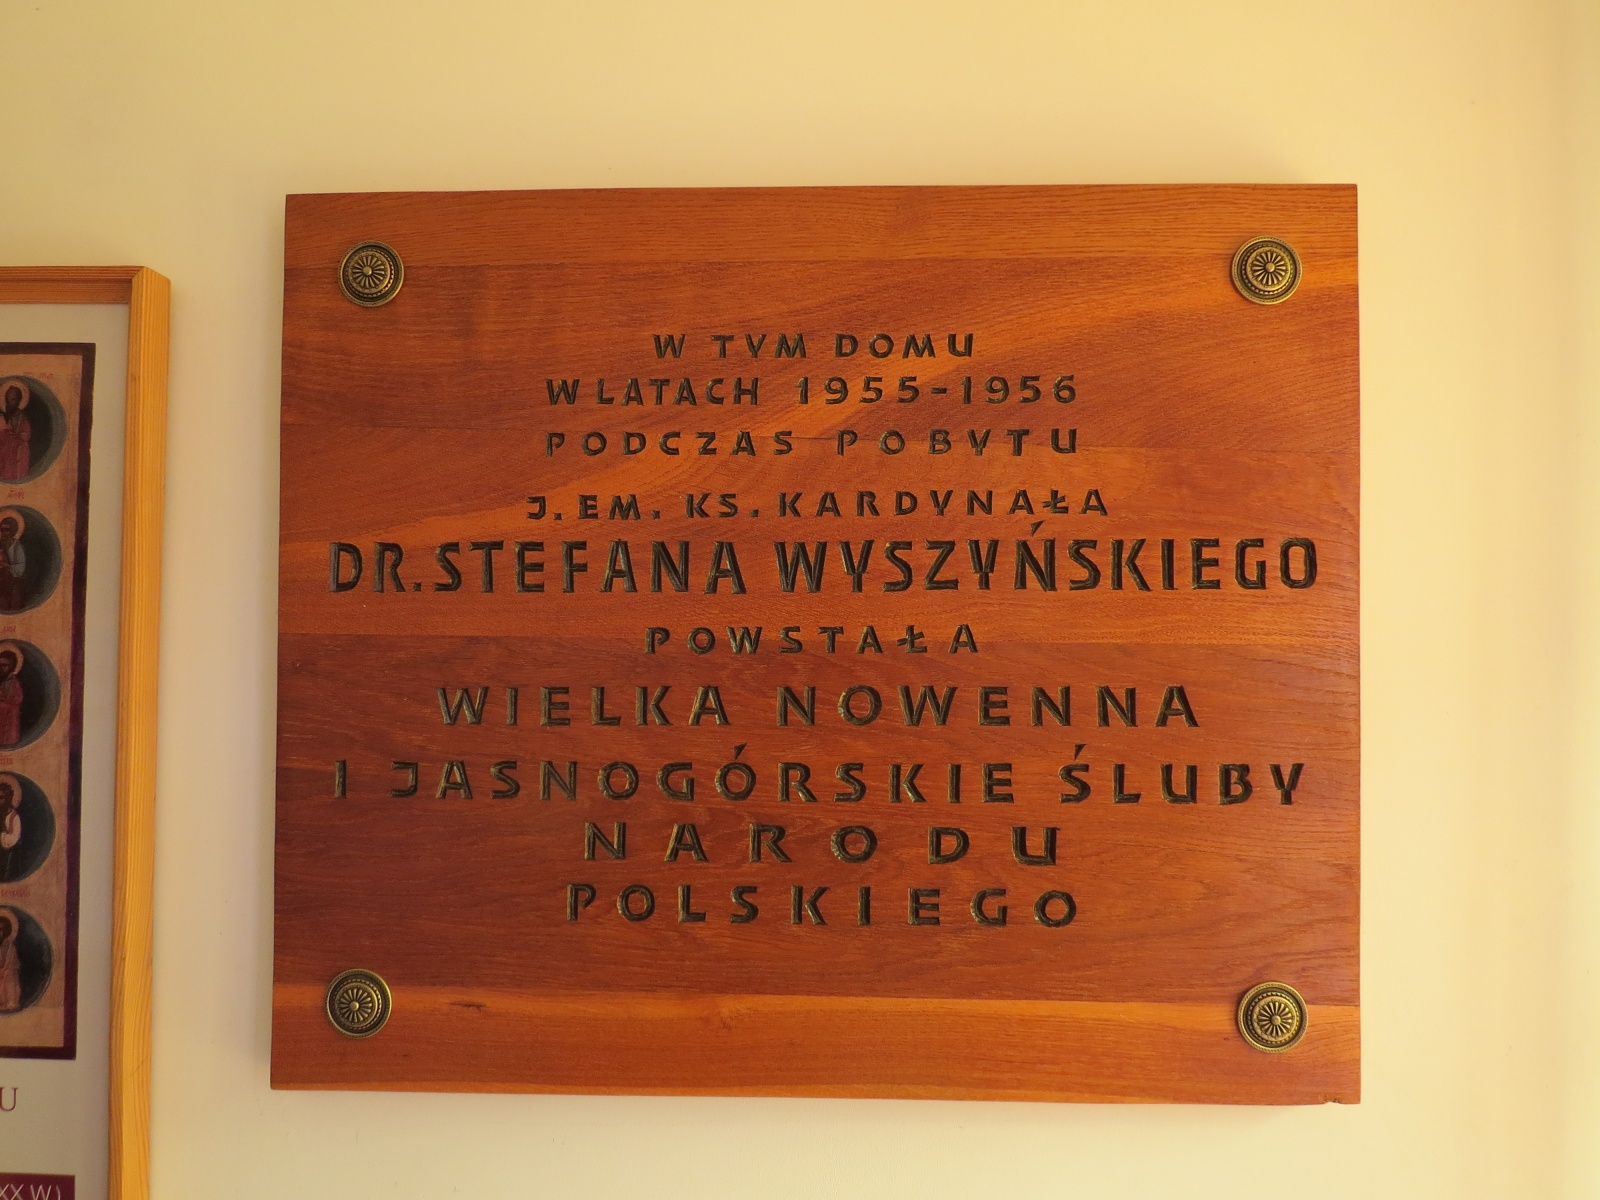 W TYM DOMU
W LATACH 1955-1956
PODCZAS POBYTU
J. EM. KS. KARDYNAŁA
DR. STEFANA WYSZYŃSKIEGO
POWSTAŁA
WIELKA NOWENNA
I JASNOGÓRSKIE ŚLUBY
NARODU
POLSKIEGO
U
XX W.)